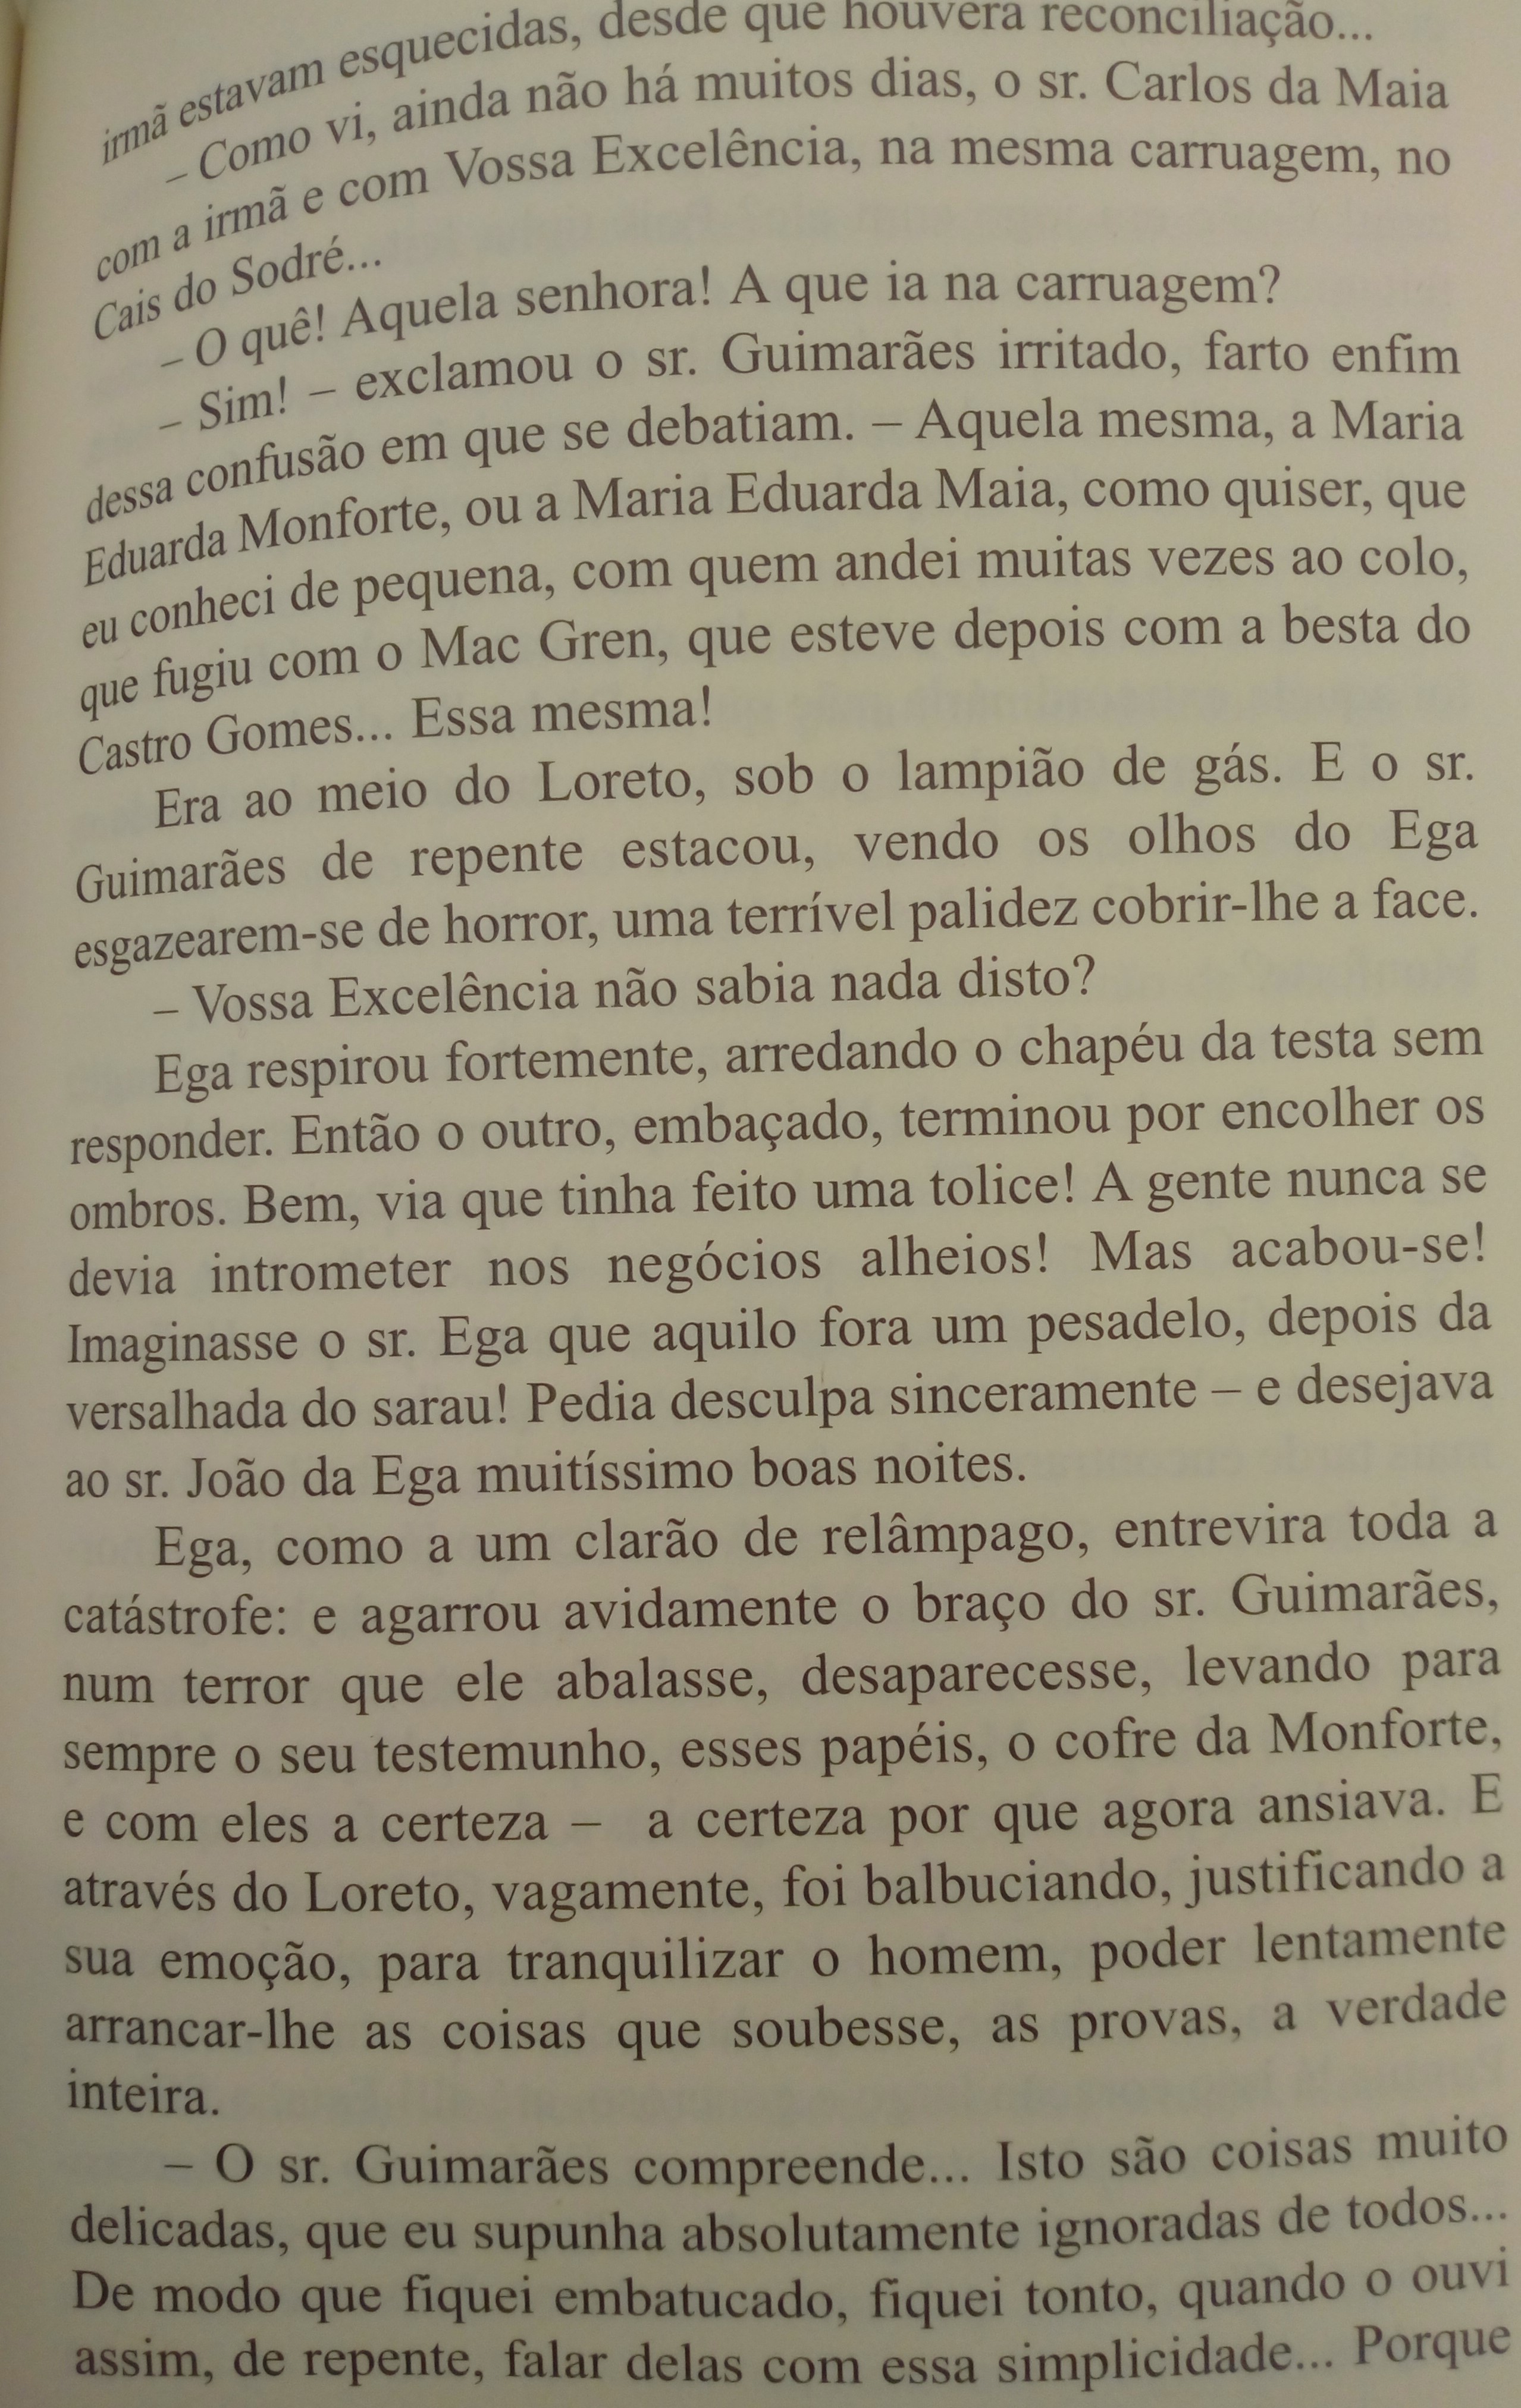 irmã estavam esquecidas, desde que houvera reconciliação...
– Como vi, ainda não há muitos dias, o sr. Carlos da Maia
com a irmã e com Vossa Excelência, na mesma carruagem, no
Cais do Sodré...
– O quê! Aquela senhora! A que ia na carruagem?
– Sim! – exclamou o sr. Guimarães irritado, farto enfim
dessa confusão em que se debatiam. – Aquela mesma, a Maria
Eduarda Monforte, ou a Maria Eduarda Maia, como quiser, que
eu conheci de pequena, com quem andei muitas vezes ao colo,
que fugiu com o Mac Gren, que esteve depois com a besta do
Castro Gomes... Essa mesma!
Era ao meio do Loreto, sob o lampião de gás. E o sr.
Guimarães de repente estacou, vendo os olhos do Ega
esgazearem-se de horror, uma terrível palidez cobrir-lhe a face.
– Vossa Excelência não sabia nada disto?
Ega respirou fortemente, arredando o chapéu da testa sem
responder. Então o outro, embaçado, terminou por encolher os
ombros. Bem, via que tinha feito uma tolice! A gente nunca se
devia intrometer nos negócios alheios! Mas acabou-se!
Imaginasse o sr. Ega que aquilo fora um pesadelo, depois da
versalhada do sarau! Pedia desculpa sinceramente – e desejava
ao sr. João da Ega muitíssimo boas noites.
Ega, como a um clarão de relâmpago, entrevira toda a
catástrofe: e agarrou avidamente o braço do sr. Guimarães,
num terror que ele abalasse, desaparecesse, levando para
sempre o seu testemunho, esses papéis, o cofre da Monforte,
e com eles a certeza – a certeza por que agora ansiava. E
através do Loreto, vagamente, foi balbuciando, justificando a
sua emoção, para tranquilizar o homem, poder lentamente
arrancar-lhe as coisas que soubesse, as provas, a verdade
inteira.
– O sr. Guimarães compreende... Isto são coisas muito
delicadas, que eu supunha absolutamente ignoradas de todos...
De modo que fiquei embatucado, fiquei tonto, quando o ouvi
assim, de repente, falar delas com essa simplicidade... Porque